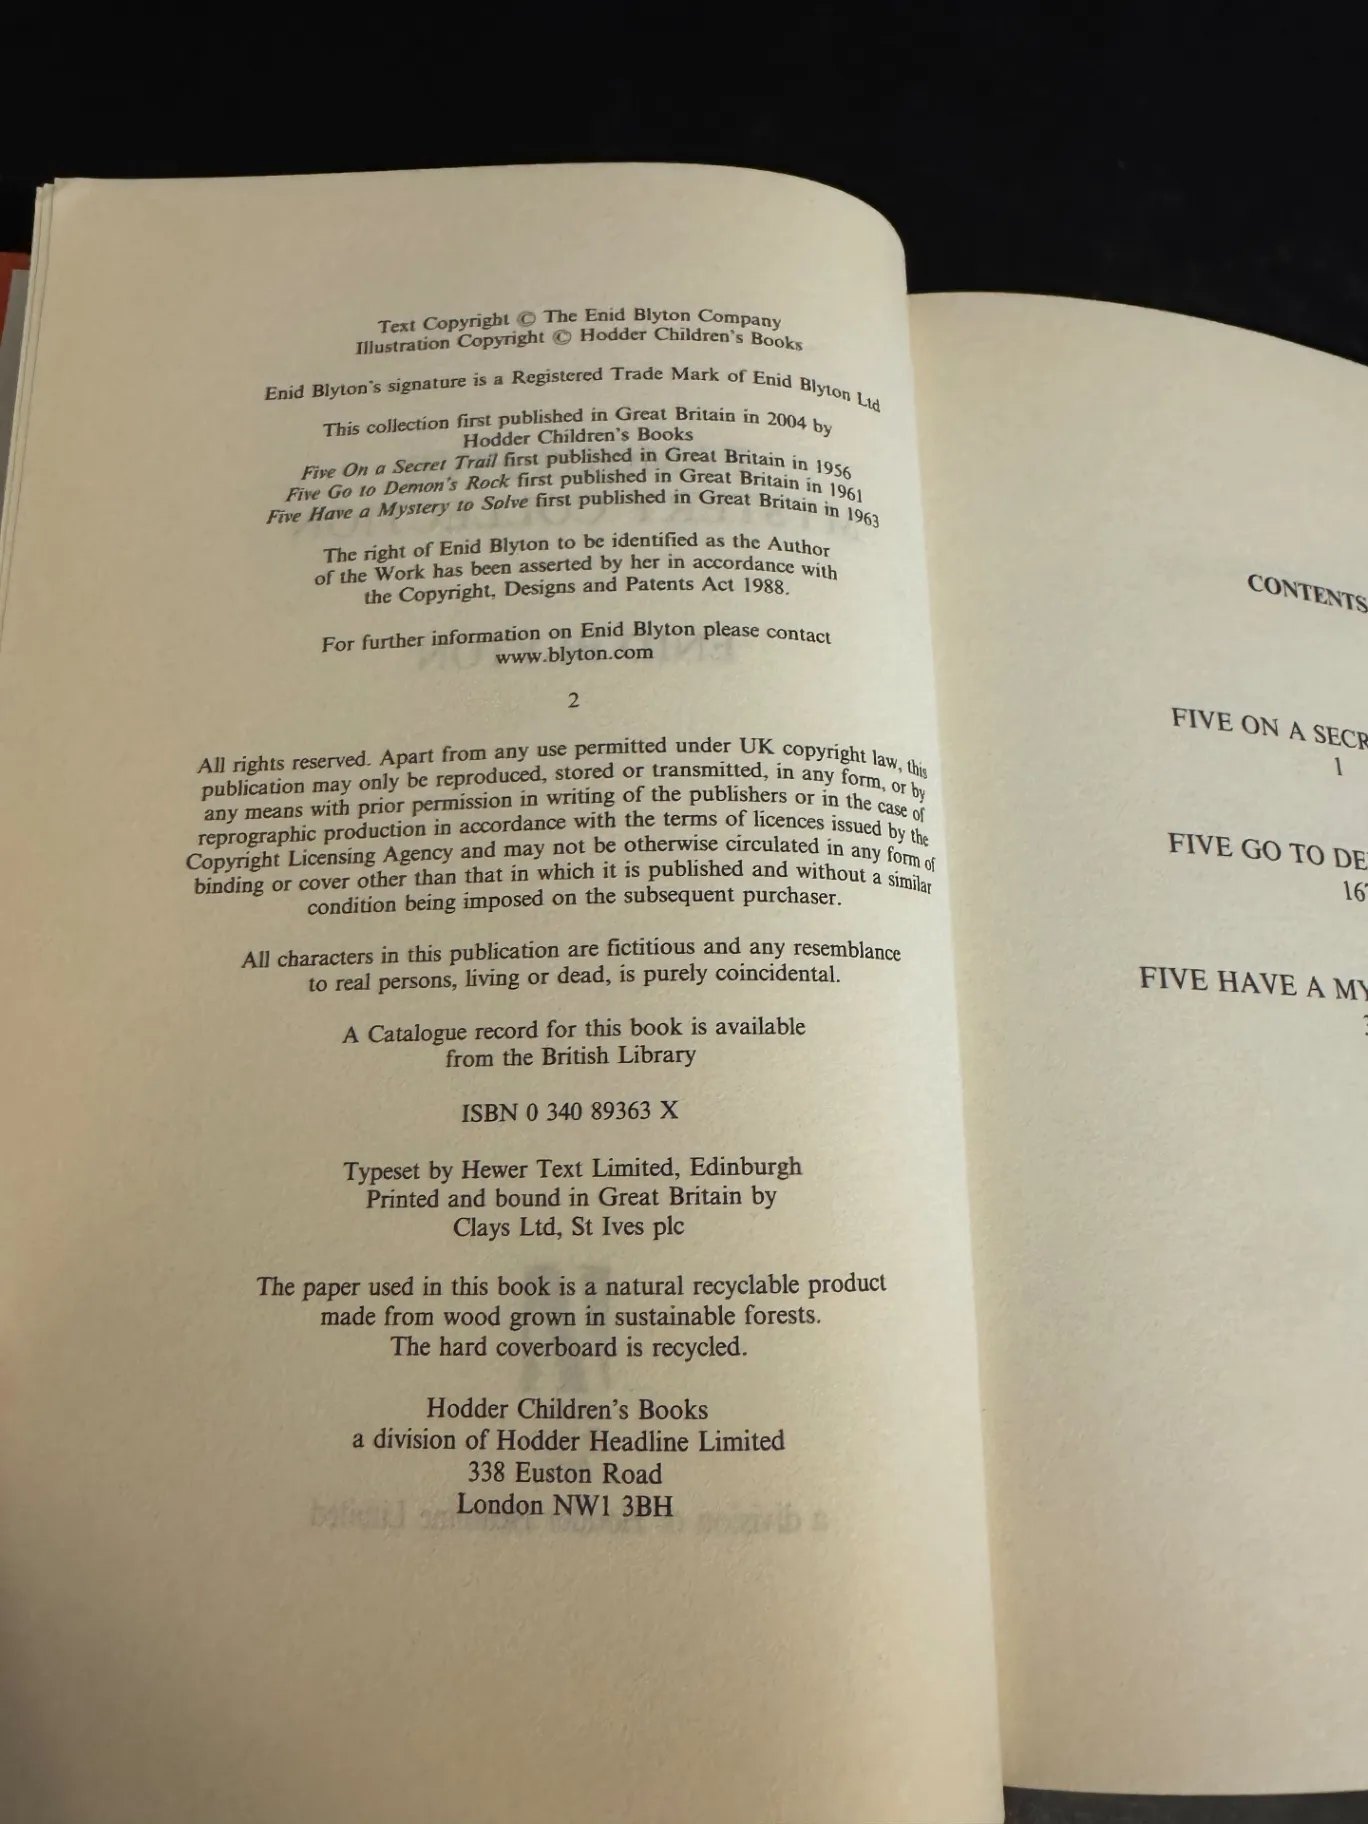 Text Copyright © The Enid Blyton Company
Illustration Copyright © Hodder Children's Books
Enid Blyton's signature is a Registered Trade Mark of Enid Blyton Ltd
This collection first published in Great Britain in 2004 by
Hodder Children's Books
Five On a Secret Trail first published in Great Britain in 1956
Five Go to Demon's Rock first published in Great Britain in 1961
Five Have a Mystery to Solve first published in Great Britain in 1963
The right of Enid Blyton to be identified as the Author
of the Work has been asserted by her in accordance with
the Copyright, Designs and Patents Act 1988.
For further information on Enid Blyton please contact
www.blyton.com
2
All rights reserved. Apart from any use permitted under UK copyright law, this
publication may only be reproduced, stored or transmitted, in any form, or by
any means with prior permission in writing of the publishers or in the case of
reprographic production in accordance with the terms of licences issued by the
Copyright Licensing Agency and may not be otherwise circulated in any form of
binding or cover other than that in which it is published and without a similar
condition being imposed on the subsequent purchaser.
All characters in this publication are fictitious and any resemblance
to real persons, living or dead, is purely coincidental.
A Catalogue record for this book is available
from the British Library
ISBN 0 340 89363 X
Typeset by Hewer Text Limited, Edinburgh
Printed and bound in Great Britain by
Clays Ltd, St Ives plc
The paper used in this book is a natural recyclable product
made from wood grown in sustainable forests.
The hard coverboard is recycled.
Hodder Children's Books
a division of Hodder Headline Limited
338 Euston Road
London NW1 3BH
CONTENTS
FIVE ON A SECR
1
FIVE GO TO DE
167
FIVE HAVE A MY